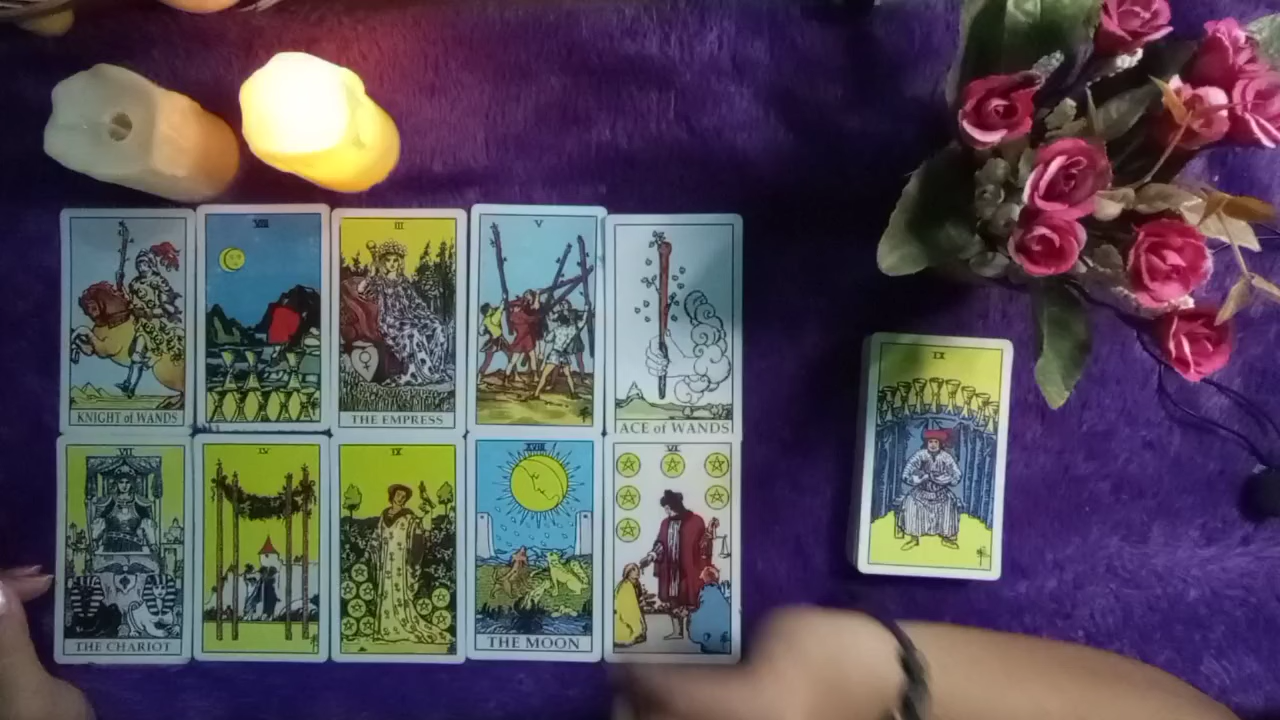 KNIGHT of WANDS
VIII
III
THE EMPRESS
V
ACE of WANDS
VII
THE CHARIOT
IV
IX
XVIII
THE MOON
VI
IX